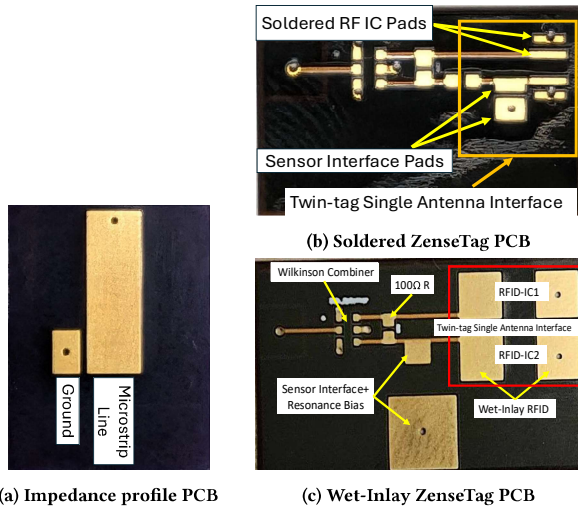 Soldered RF IC Pads
Sensor Interface Pads
Twin-tag Single Antenna Interface
(b) Soldered ZenseTag PCB
Ground
Microstrip
Line
(a) Impedance profile PCB
Wilkinson Combiner
100Ω R
RFID-IC1
Twin-tag Single Antenna Interface
RFID-IC2
Sensor Interface+
Resonance Bias
Wet-Inlay RFID
(c) Wet-Inlay ZenseTag PCB